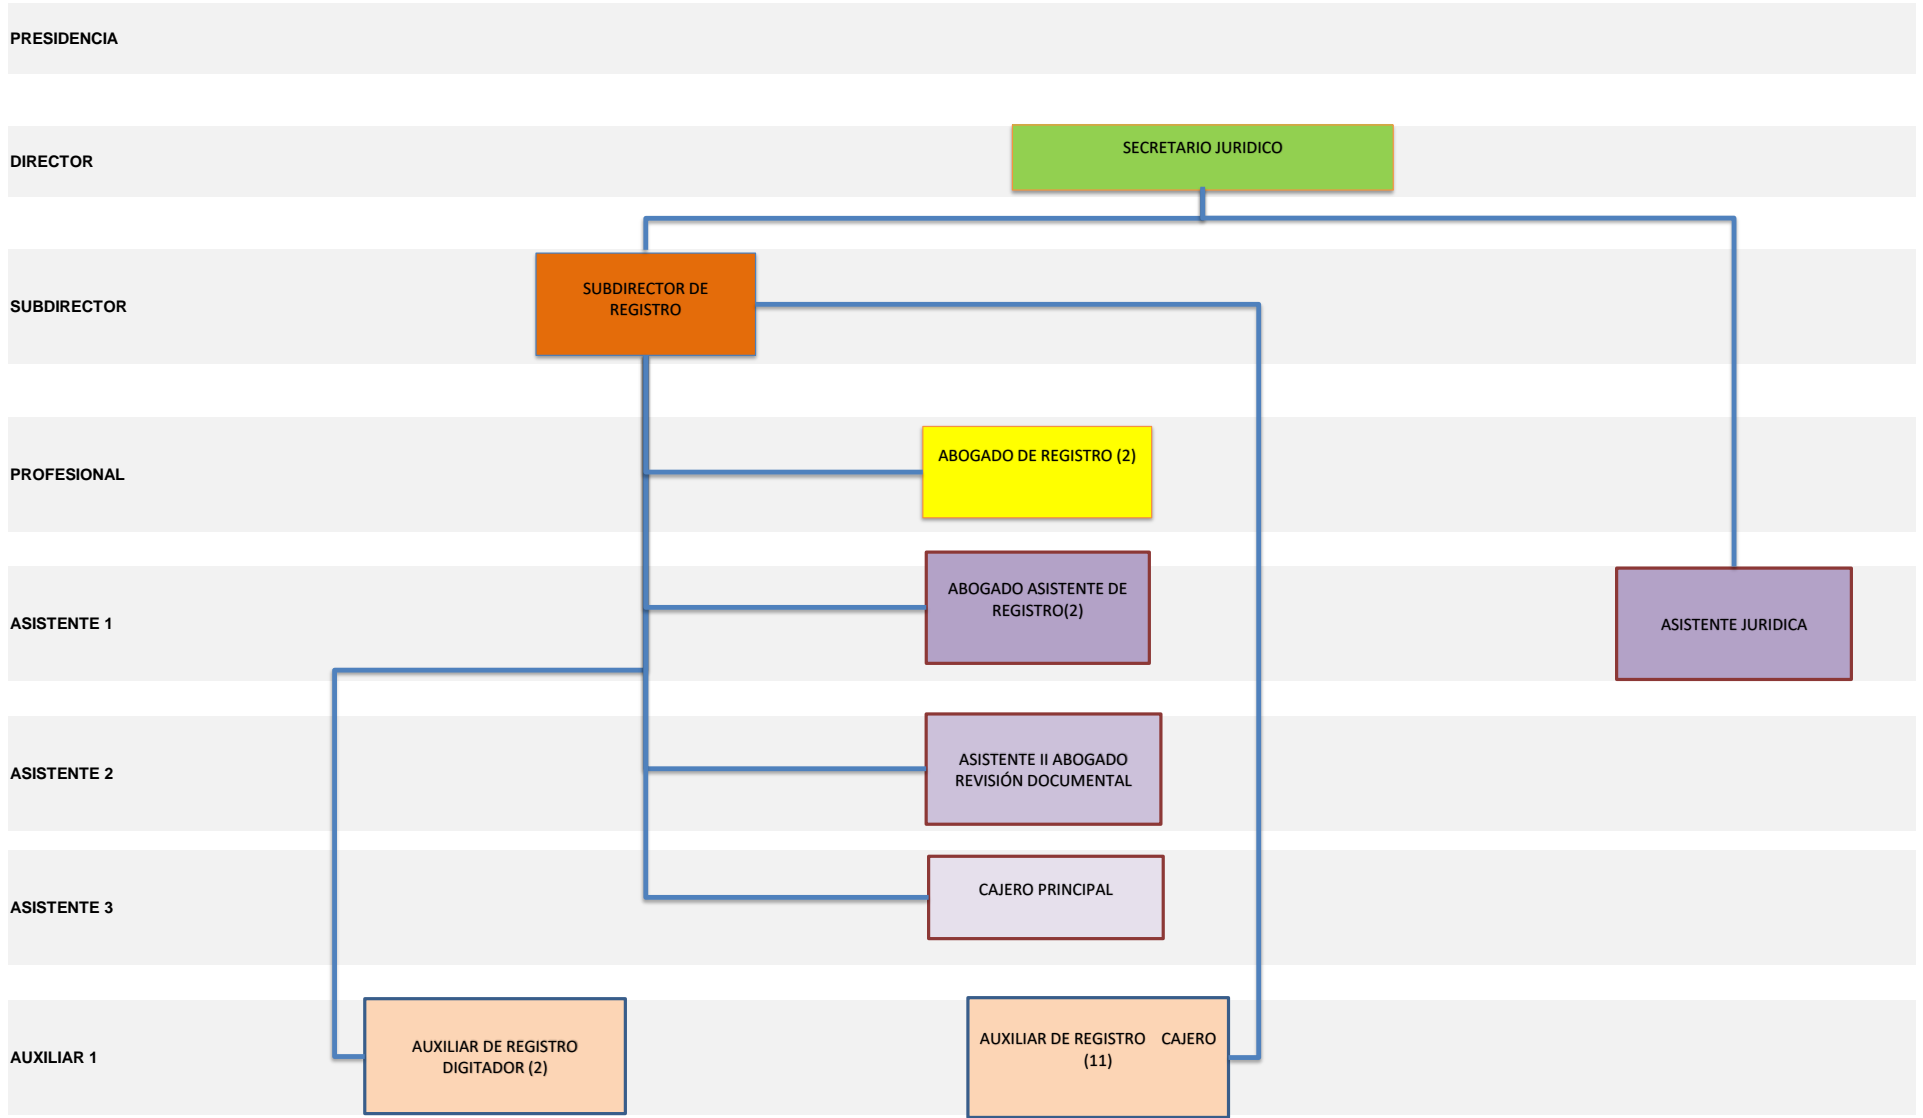 PRESIDENCIA
DIRECTOR
SECRETARIO JURIDICO
SUBDIRECTOR
SUBDIRECTOR DE
REGISTRO
PROFESIONAL
ABOGADO DE REGISTRO (2)
ASISTENTE 1
ABOGADO ASISTENTE DE
REGISTRO(2)
ASISTENTE JURIDICA
ASISTENTE 2
ASISTENTE II ABOGADO
REVISIÓN DOCUMENTAL
ASISTENTE 3
CAJERO PRINCIPAL
AUXILIAR 1
AUXILIAR DE REGISTRO
DIGITADOR (2)
AUXILIAR DE REGISTRO CAJERO
(11)